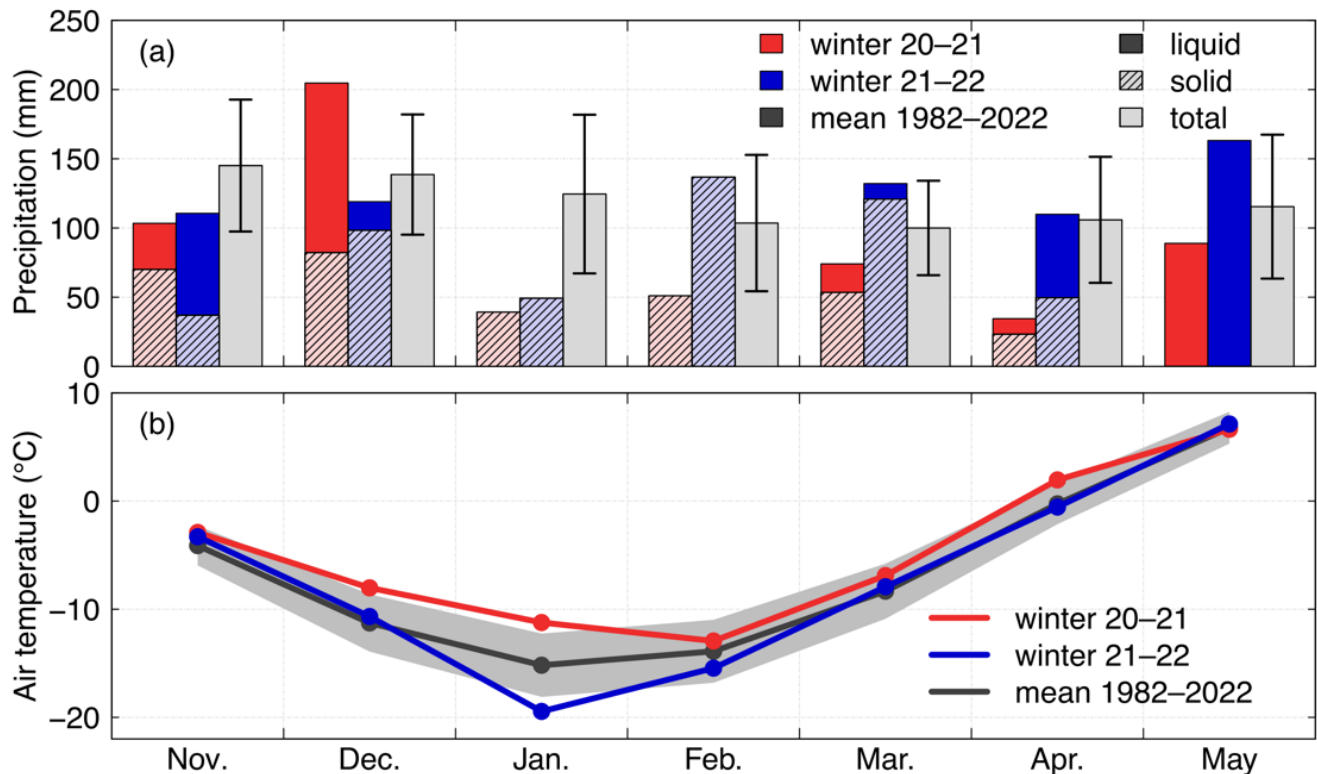 250
200
150
100
50
0
Precipitation (mm)
(a)
winter 20–21
winter 21–22
mean 1982–2022
liquid
solid
total
10
0
−10
−20
Air temperature (°C)
(b)
winter 20–21
winter 21–22
mean 1982–2022
Nov. Dec. Jan. Feb. Mar. Apr. May